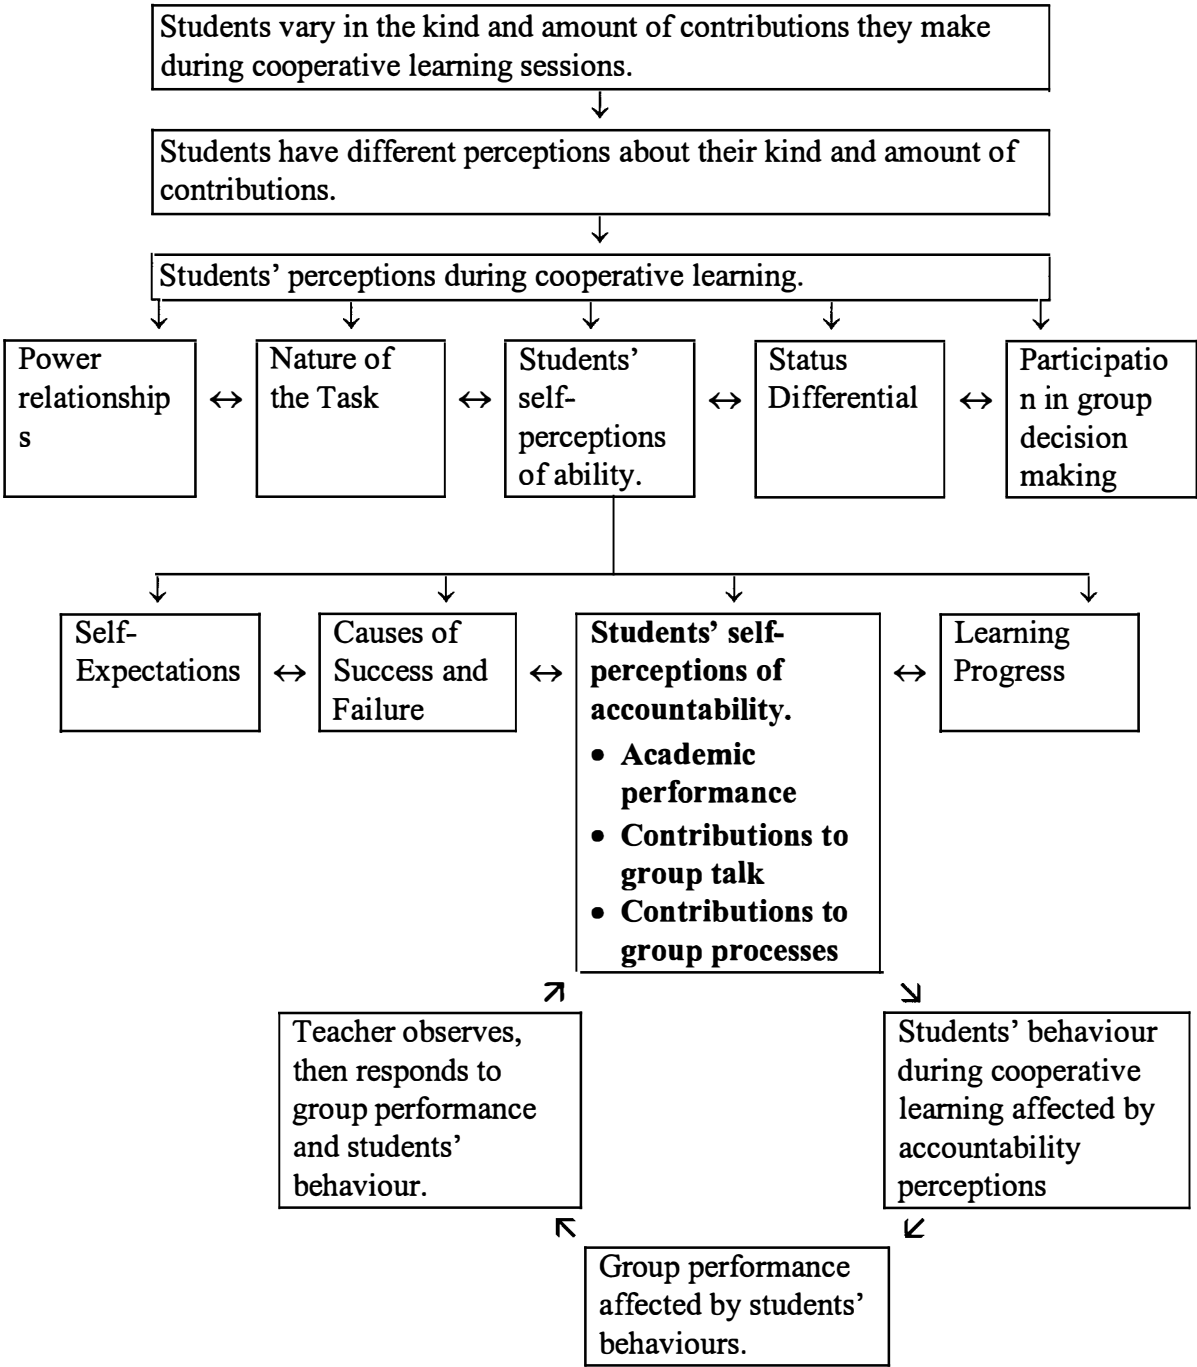 Students vary in the kind and amount of contributions they make
during cooperative learning sessions.
Students have different perceptions about their kind and amount of
contributions.
Students’ perceptions during cooperative learning.
Power
relationship
s
Nature of
the Task
Students’
self-
perceptions
of ability.
Status
Differential
Participatio
n in group
decision
making
Self-
Expectations
Causes of
Success and
Failure
Students’ self-
perceptions of
accountability.
• Academic
performance
• Contributions to
group talk
• Contributions to
group processes
Learning
Progress
Teacher observes,
then responds to
group performance
and students’
behaviour.
Students’ behaviour
during cooperative
learning affected by
accountability
perceptions
Group performance
affected by students’
behaviours.